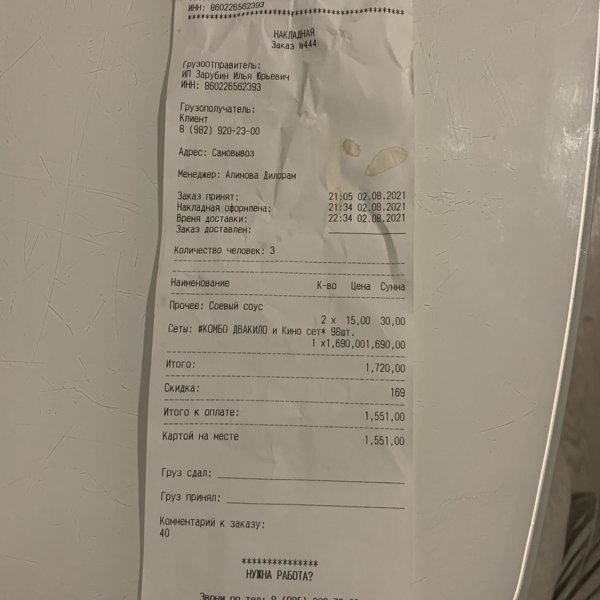 ИНН: 860226562393
****************************************
НАКЛАДНАЯ
Заказ №444
Грузоотправитель:
ИП Зарубин Илья Юрьевич
ИНН: 860226562393
Грузополучатель:
Клиент
8 (982) 920-23-00
Адрес: Самовывоз
Менеджер: Алимова Дилорам
Заказ принят: 21:05 02.08.2021
Накладная оформлена: 21:34 02.08.2021
Время доставки: 22:34 02.08.2021
Заказ доставлен:
Количество человек: 3
Наименование К-во Цена Сумма
Прочее: Соевый соус
2 x 15,00 30,00
Сеты: #КОМБО ДВАКИЛО и Кино сет* 98шт.
1 x1,690,001,690,00
Итого: 1,720,00
Скидка: 169
Итого к оплате: 1,551,00
Картой на месте 1,551,00
Груз сдал:
Груз принял:
Комментарий к заказу:
40
***************
НУЖНА РАБОТА?
Звони по тел: 8